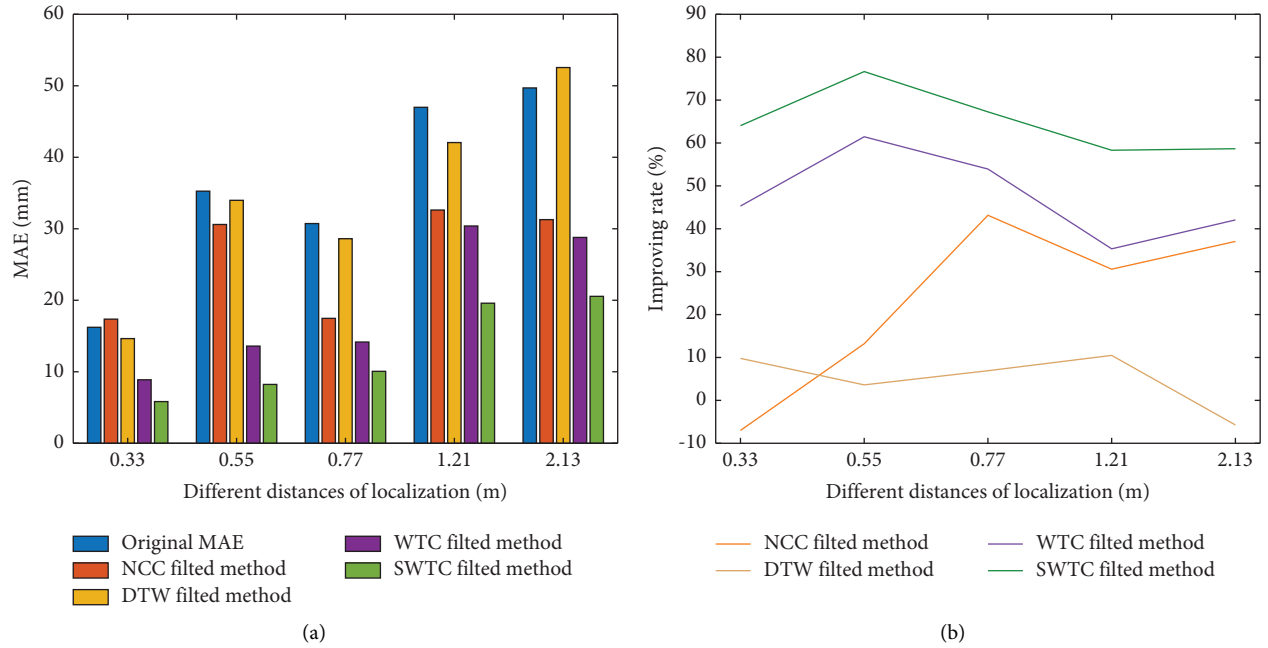 60
50
40
30
20
10
0
MAE (mm)
0.33 0.55 0.77 1.21 2.13
Different distances of localization (m)
Original MAE
NCC filted method
DTW filted method
WTC filted method
SWTC filted method
(a)
90
80
70
60
50
40
30
20
10
0
-10
Improving rate (%)
0.33 0.55 0.77 1.21 2.13
Different distances of localization (m)
NCC filted method
DTW filted method
WTC filted method
SWTC filted method
(b)